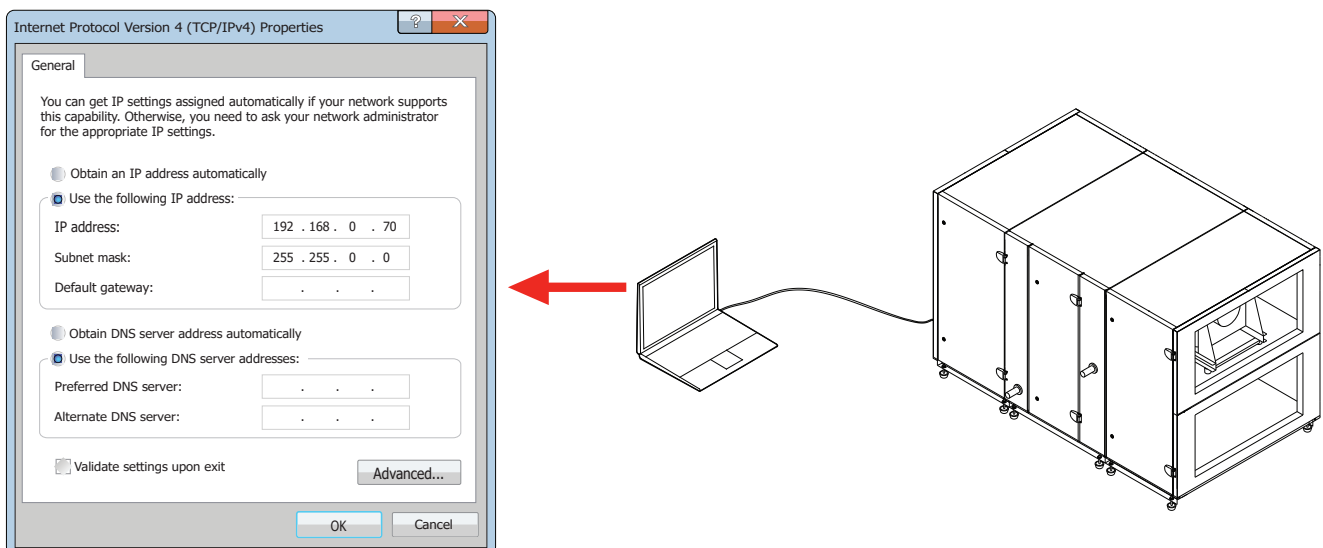 Internet Protocol Version 4 (TCP/IPv4) Properties
?
X
General
You can get IP settings assigned automatically if your network supports
this capability. Otherwise, you need to ask your network administrator
for the appropriate IP settings.
Obtain an IP address automatically
Use the following IP address:
IP address: 192 . 168 . 0 . 70
Subnet mask: 255 . 255 . 0 . 0
Default gateway: . . .
Obtain DNS server address automatically
Use the following DNS server addresses:
Preferred DNS server: . . .
Alternate DNS server: . . .
Validate settings upon exit
Advanced...
OK Cancel